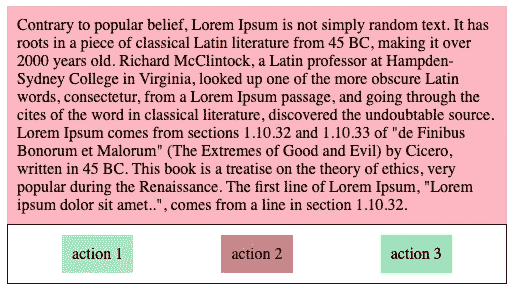 Contrary to popular belief, Lorem Ipsum is not simply random text. It has
roots in a piece of classical Latin literature from 45 BC, making it over
2000 years old. Richard McClintock, a Latin professor at Hampden-
Sydney College in Virginia, looked up one of the more obscure Latin
words, consectetur, from a Lorem Ipsum passage, and going through the
cites of the word in classical literature, discovered the undoubtable source.
Lorem Ipsum comes from sections 1.10.32 and 1.10.33 of "de Finibus
Bonorum et Malorum" (The Extremes of Good and Evil) by Cicero,
written in 45 BC. This book is a treatise on the theory of ethics, very
popular during the Renaissance. The first line of Lorem Ipsum, "Lorem
ipsum dolor sit amet..", comes from a line in section 1.10.32.
action 1 action 2 action 3